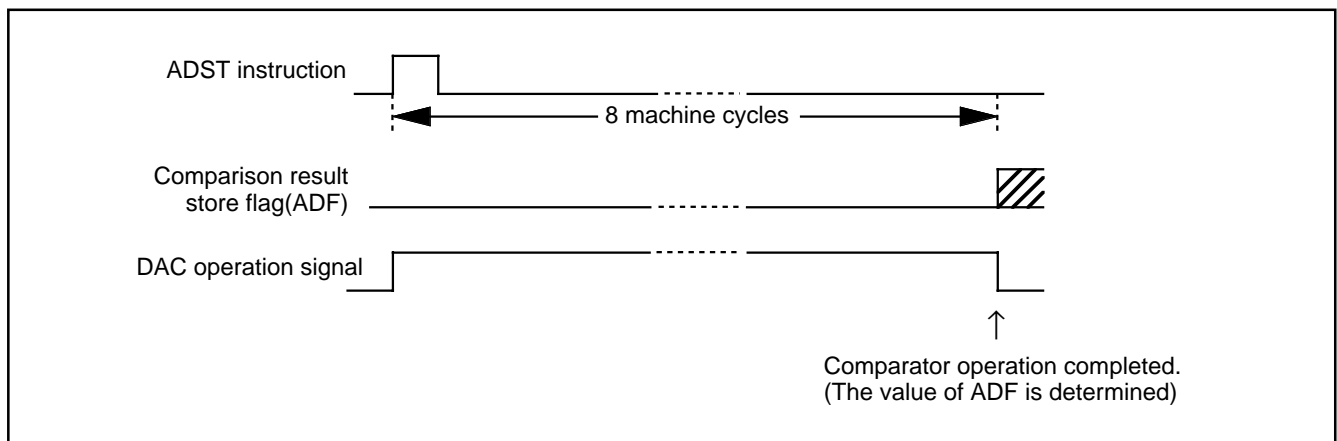 ADST instruction
8 machine cycles
Comparison result
store flag(ADF)
DAC operation signal
Comparator operation completed.
(The value of ADF is determined)